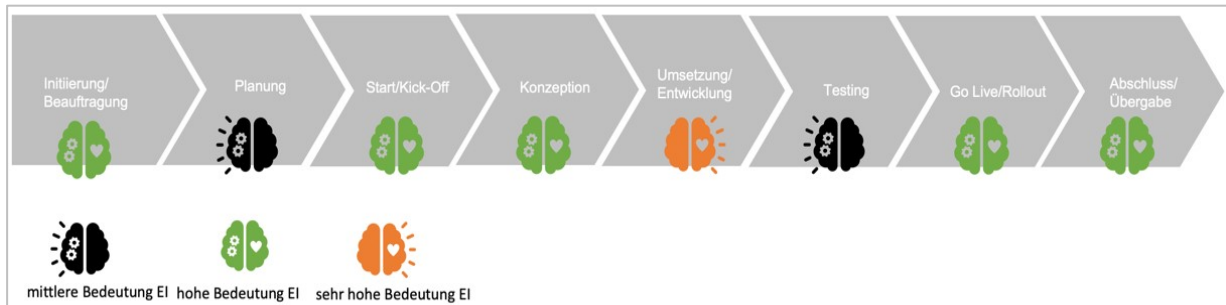 Initiierung/
Beauftragung
Planung
Start/Kick-Off
Konzeption
Umsetzung/
Entwicklung
Testing
Go Live/Rollout
Abschluss/
Übergabe
mittlere Bedeutung EI
hohe Bedeutung EI
sehr hohe Bedeutung EI